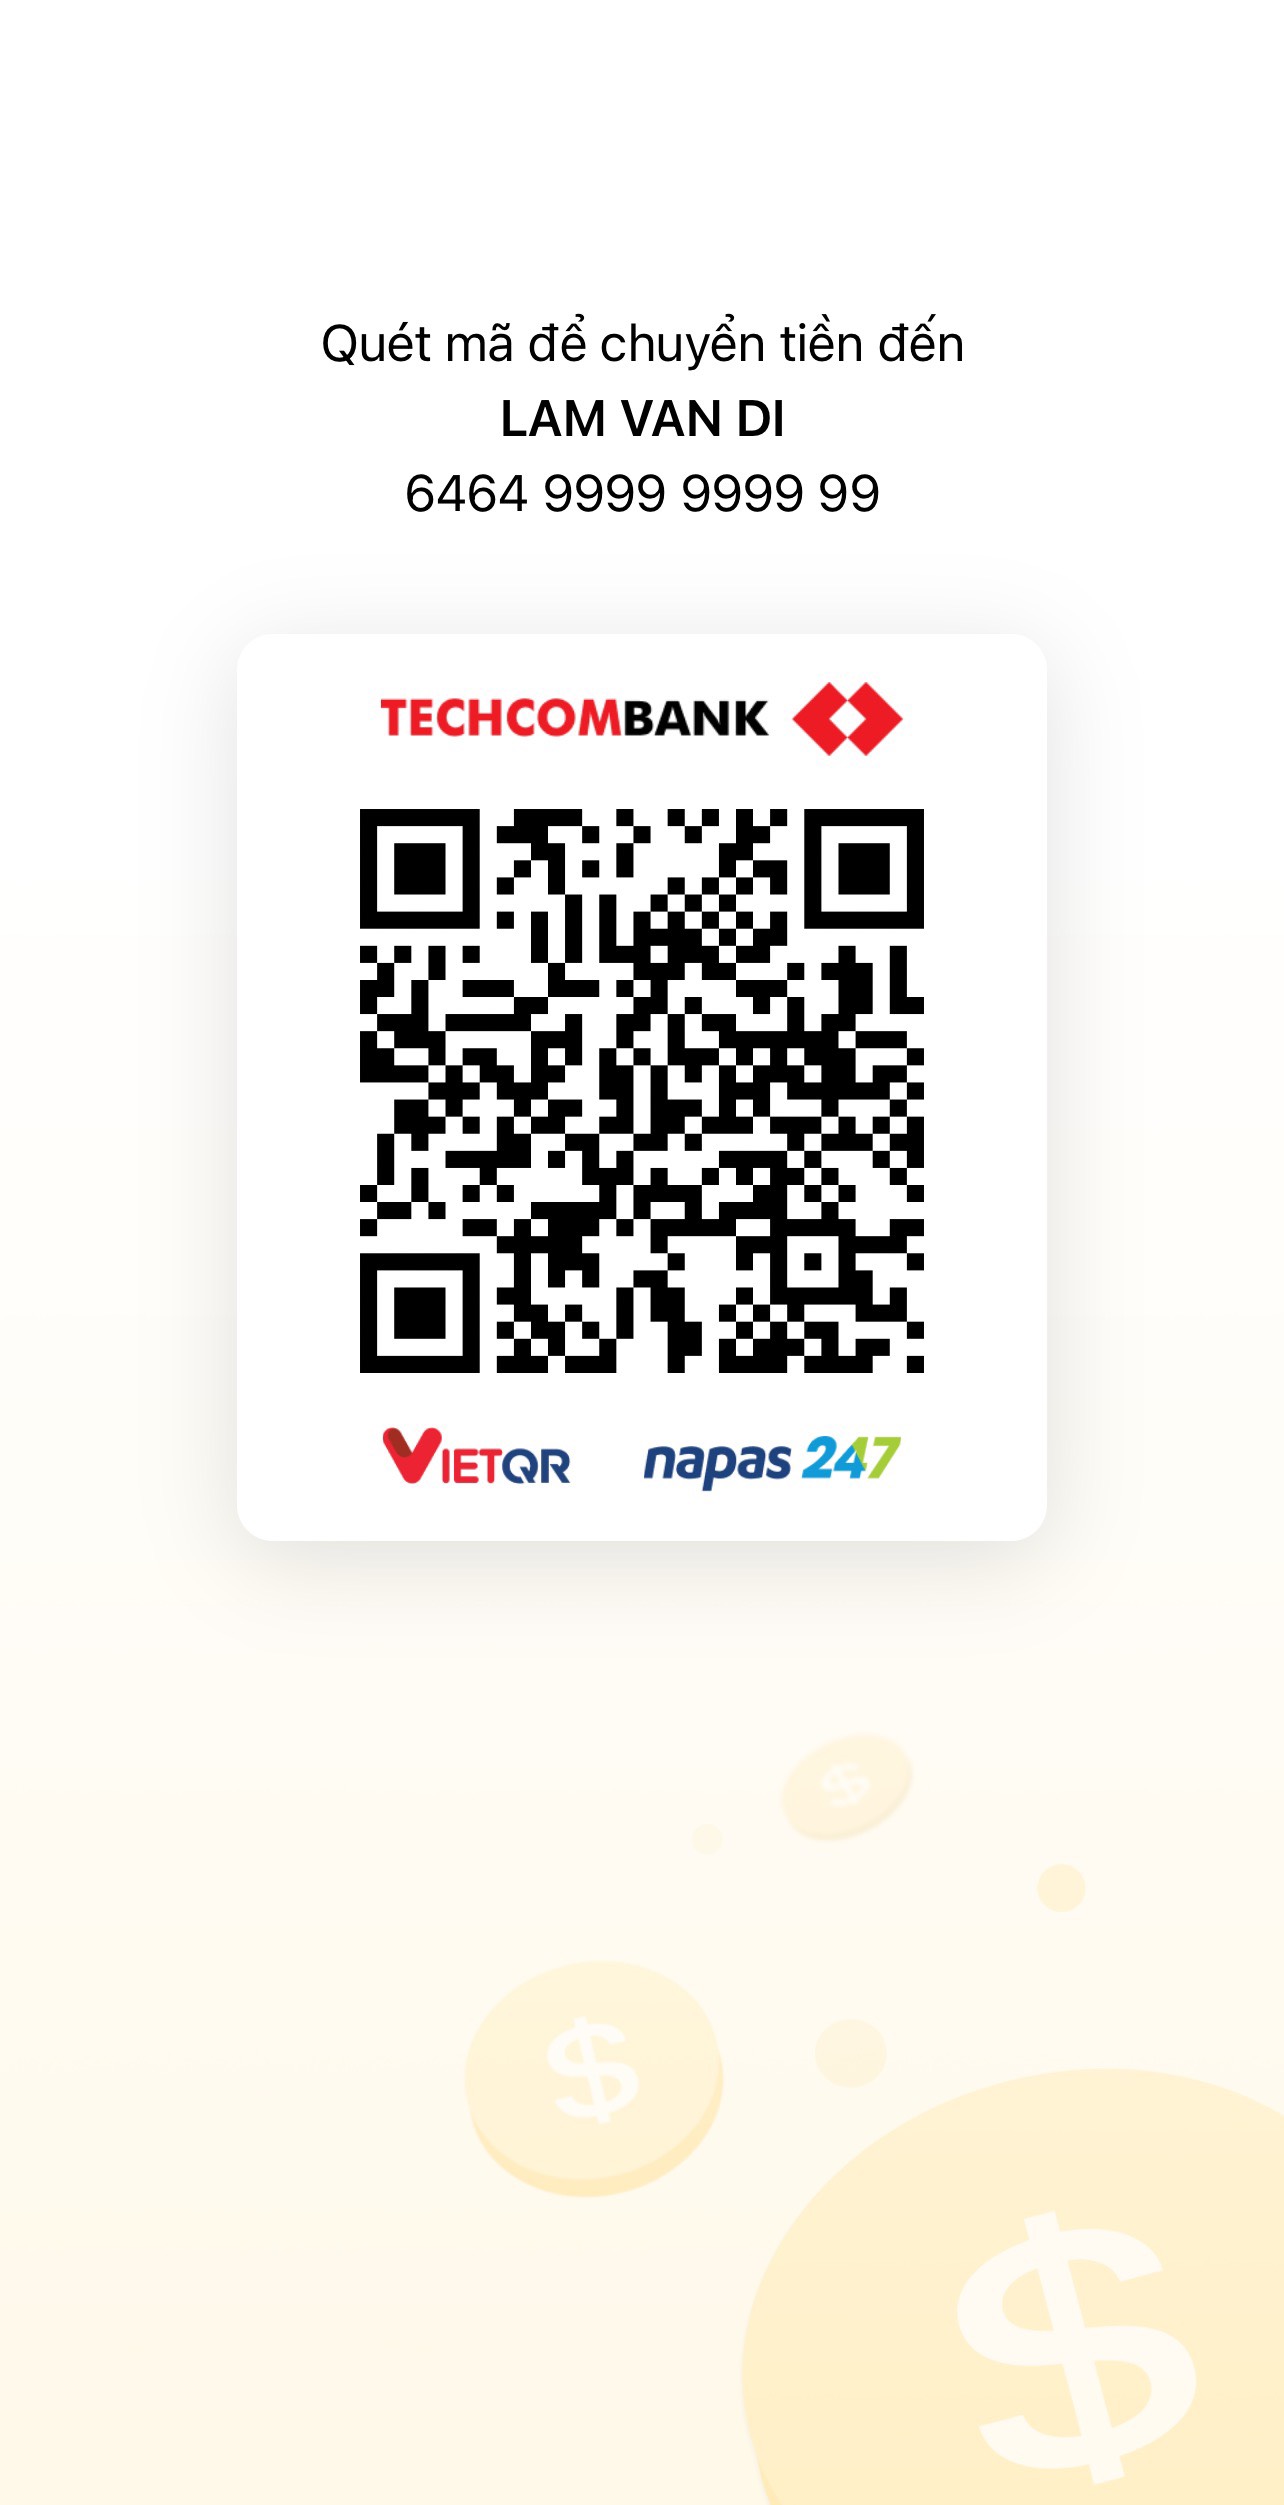 Quét mã để chuyển tiền đến
LAM VAN DI
6464 9999 9999 99
TECHCOMBANK
VIETQR
napas 247
$
$
$